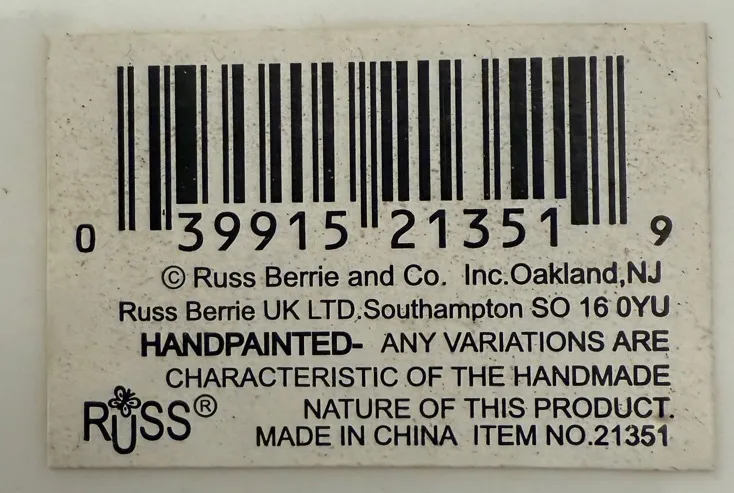 0 39915 21351 9
© Russ Berrie and Co. Inc.Oakland,NJ
Russ Berrie UK LTD.Southampton SO 16 0YU
HANDPAINTED- ANY VARIATIONS ARE
CHARACTERISTIC OF THE HANDMADE
NATURE OF THIS PRODUCT.
RUSS®
MADE IN CHINA ITEM NO.21351